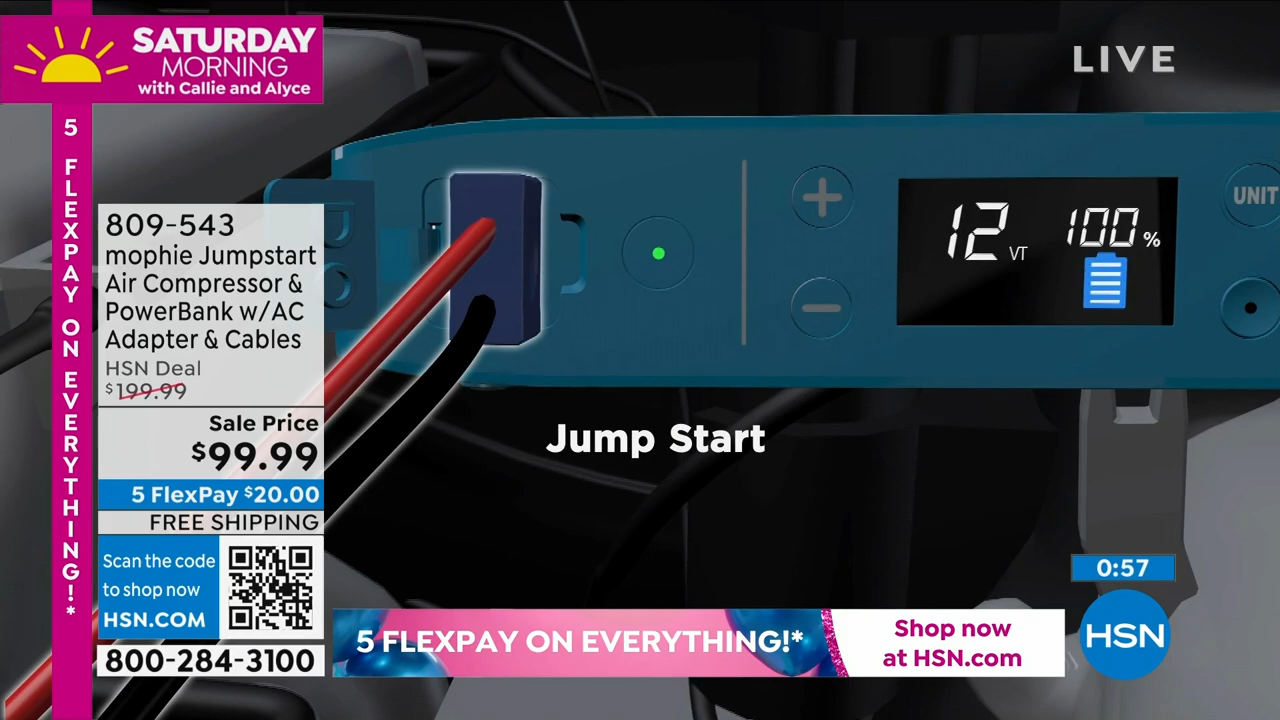 SATURDAY
MORNING
with Callie and Alyce
LIVE
5 FLEXPAY ON EVERYTHING!*
809-543
mophie Jumpstart
Air Compressor &
PowerBank w/AC
Adapter & Cables
HSN Deal
$199.99
Sale Price
$99.99
5 FlexPay $20.00
FREE SHIPPING
Scan the code
to shop now
HSN.COM
800-284-3100
+
-
12 VT
100 %
UNIT
Jump Start
0:57
HSN
5 FLEXPAY ON EVERYTHING!*
Shop now
at HSN.com